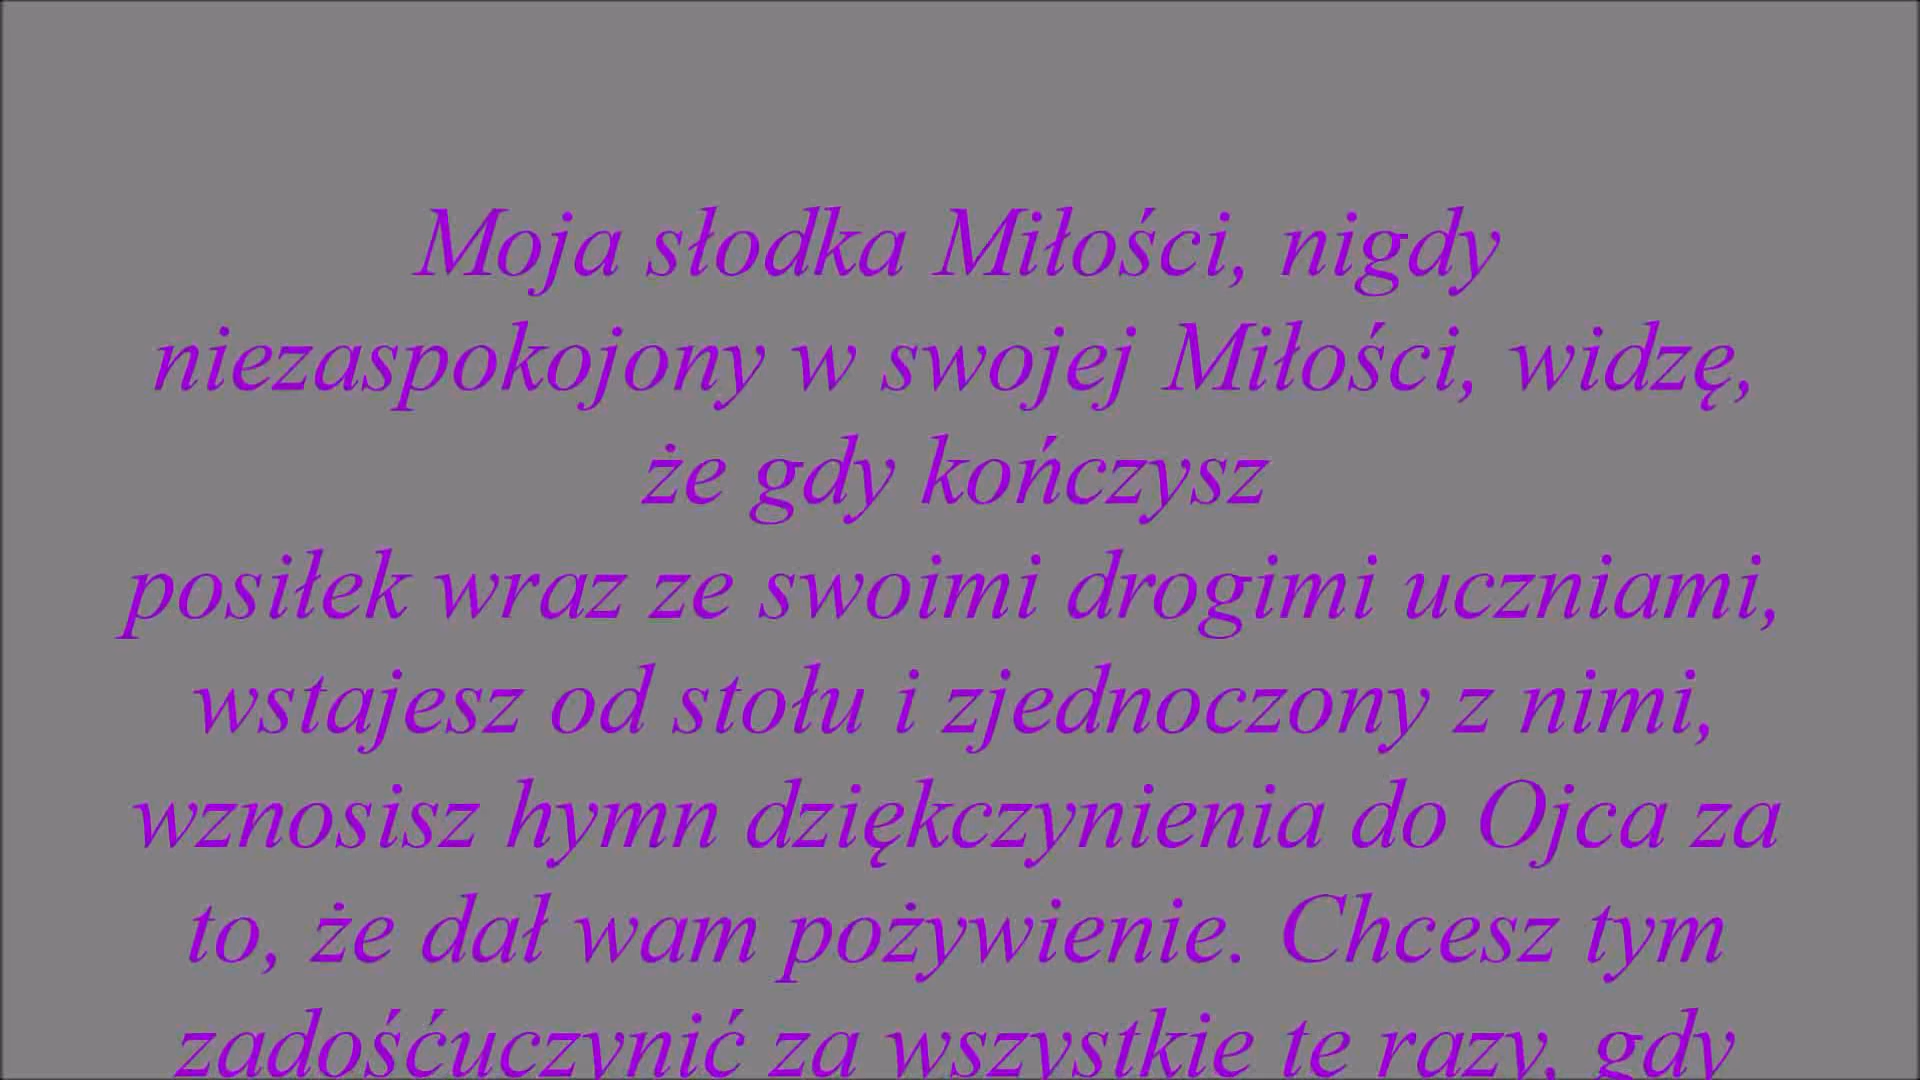 Moja słodka Miłości, nigdy
niezaspokojony w swojej Miłości, widzę,
że gdy kończysz
posiłek wraz ze swoimi drogimi uczniami,
wstajesz od stołu i zjednoczony z nimi,
wznosisz hymn dziękczynienia do Ojca za
to, że dał wam pożywienie. Chcesz tym
zadośćuczynić za wszystkie te razy, gdy